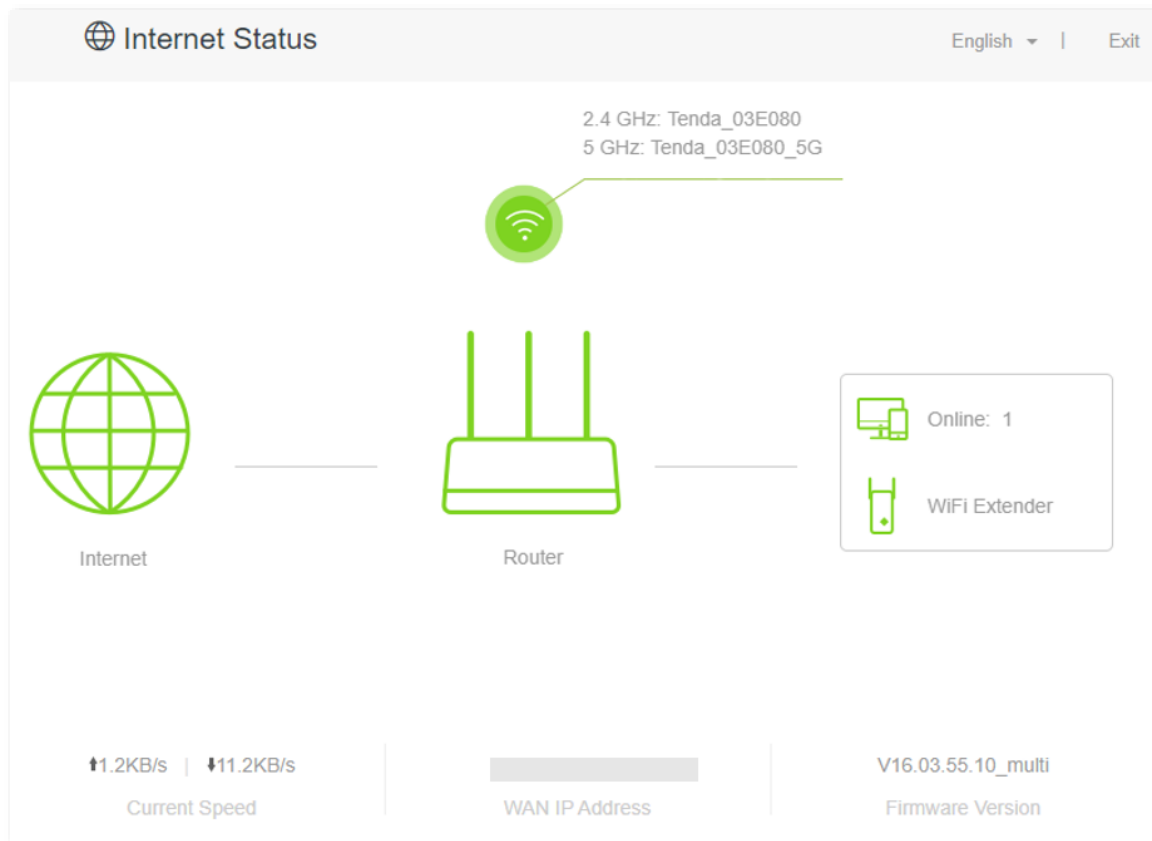 Internet Status
English | Exit
2.4 GHz: Tenda_03E080
5 GHz: Tenda_03E080_5G
Online: 1
WiFi Extender
Internet
Router
⬆1.2KB/s | ⬇11.2KB/s
V16.03.55.10_multi
Current Speed
WAN IP Address
Firmware Version